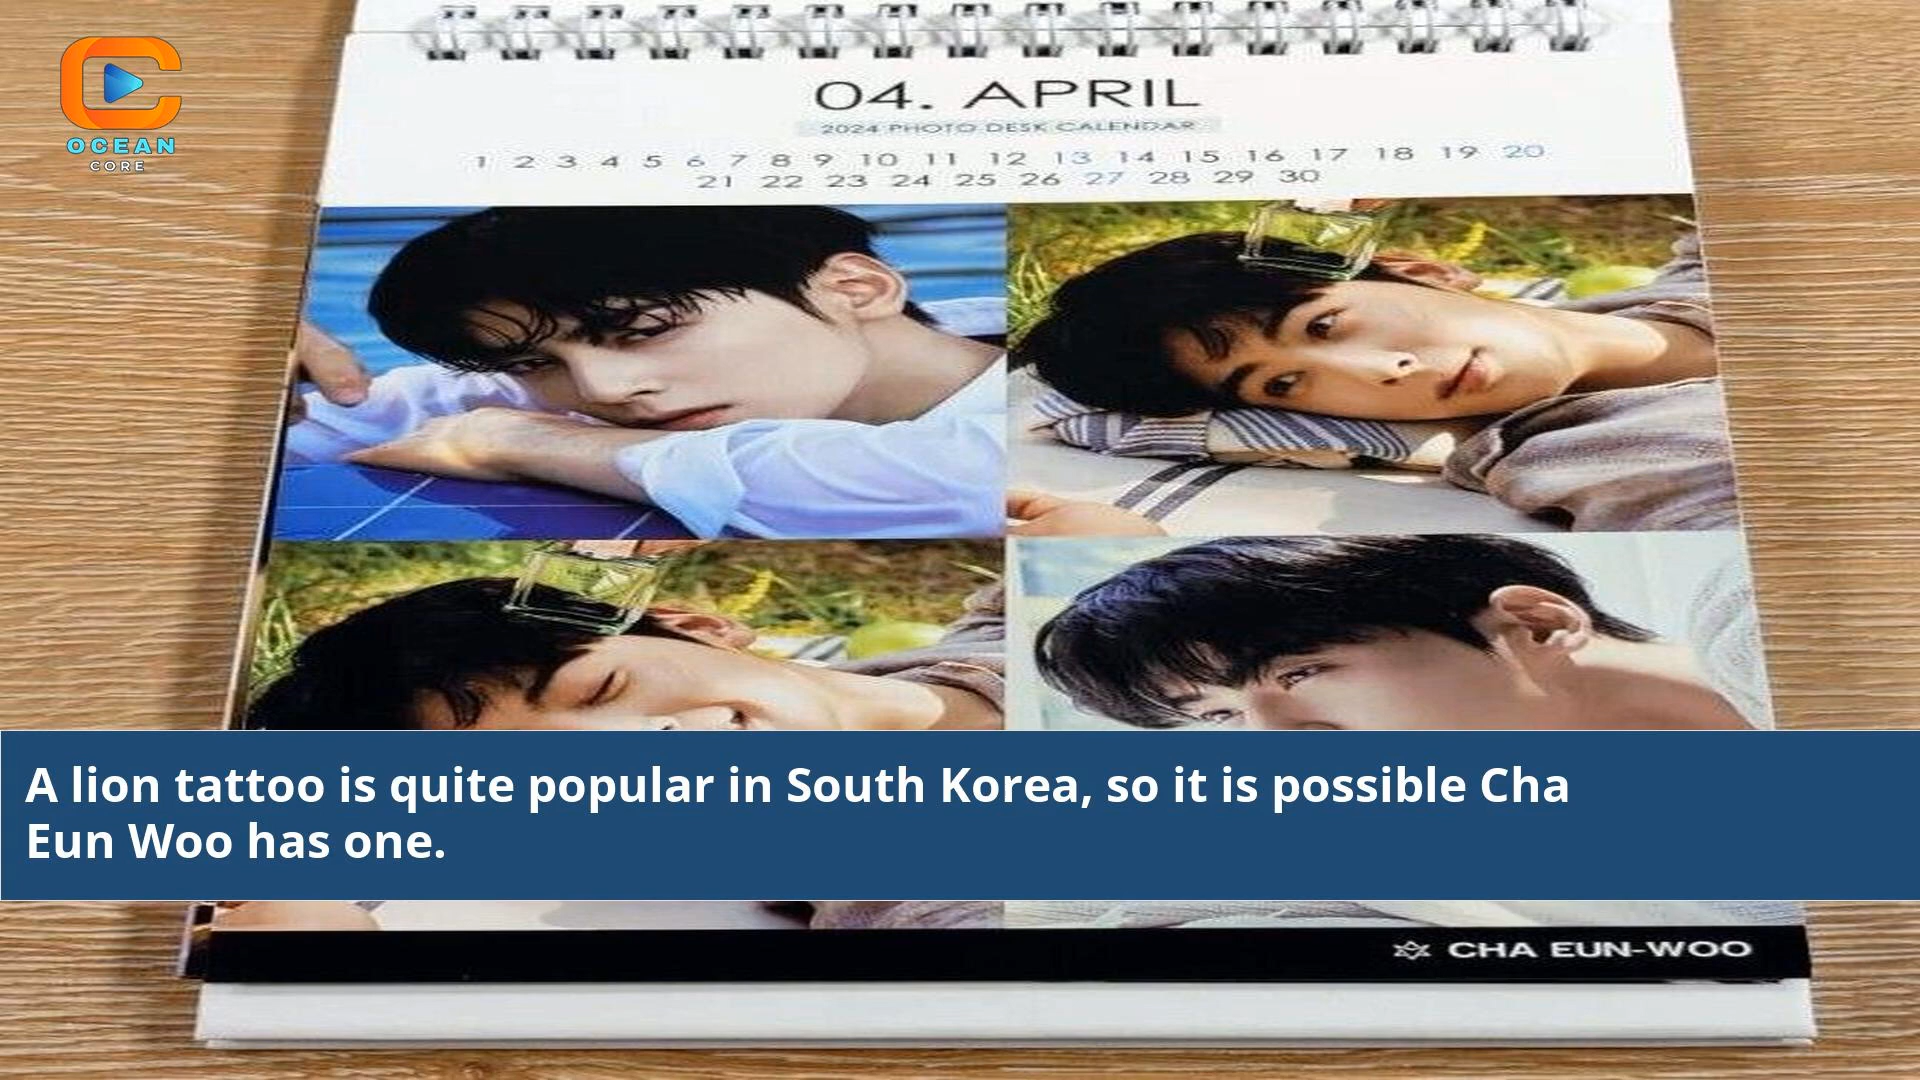 OCEAN
CORE
04. APRIL
2024 PHOTO DESK CALENDAR
1 2 3 4 5 6 7 8 9 10 11 12 13 14 15 16 17 18 19 20
21 22 23 24 25 26 27 28 29 30
A lion tattoo is quite popular in South Korea, so it is possible Cha
Eun Woo has one.
CHA EUN-WOO